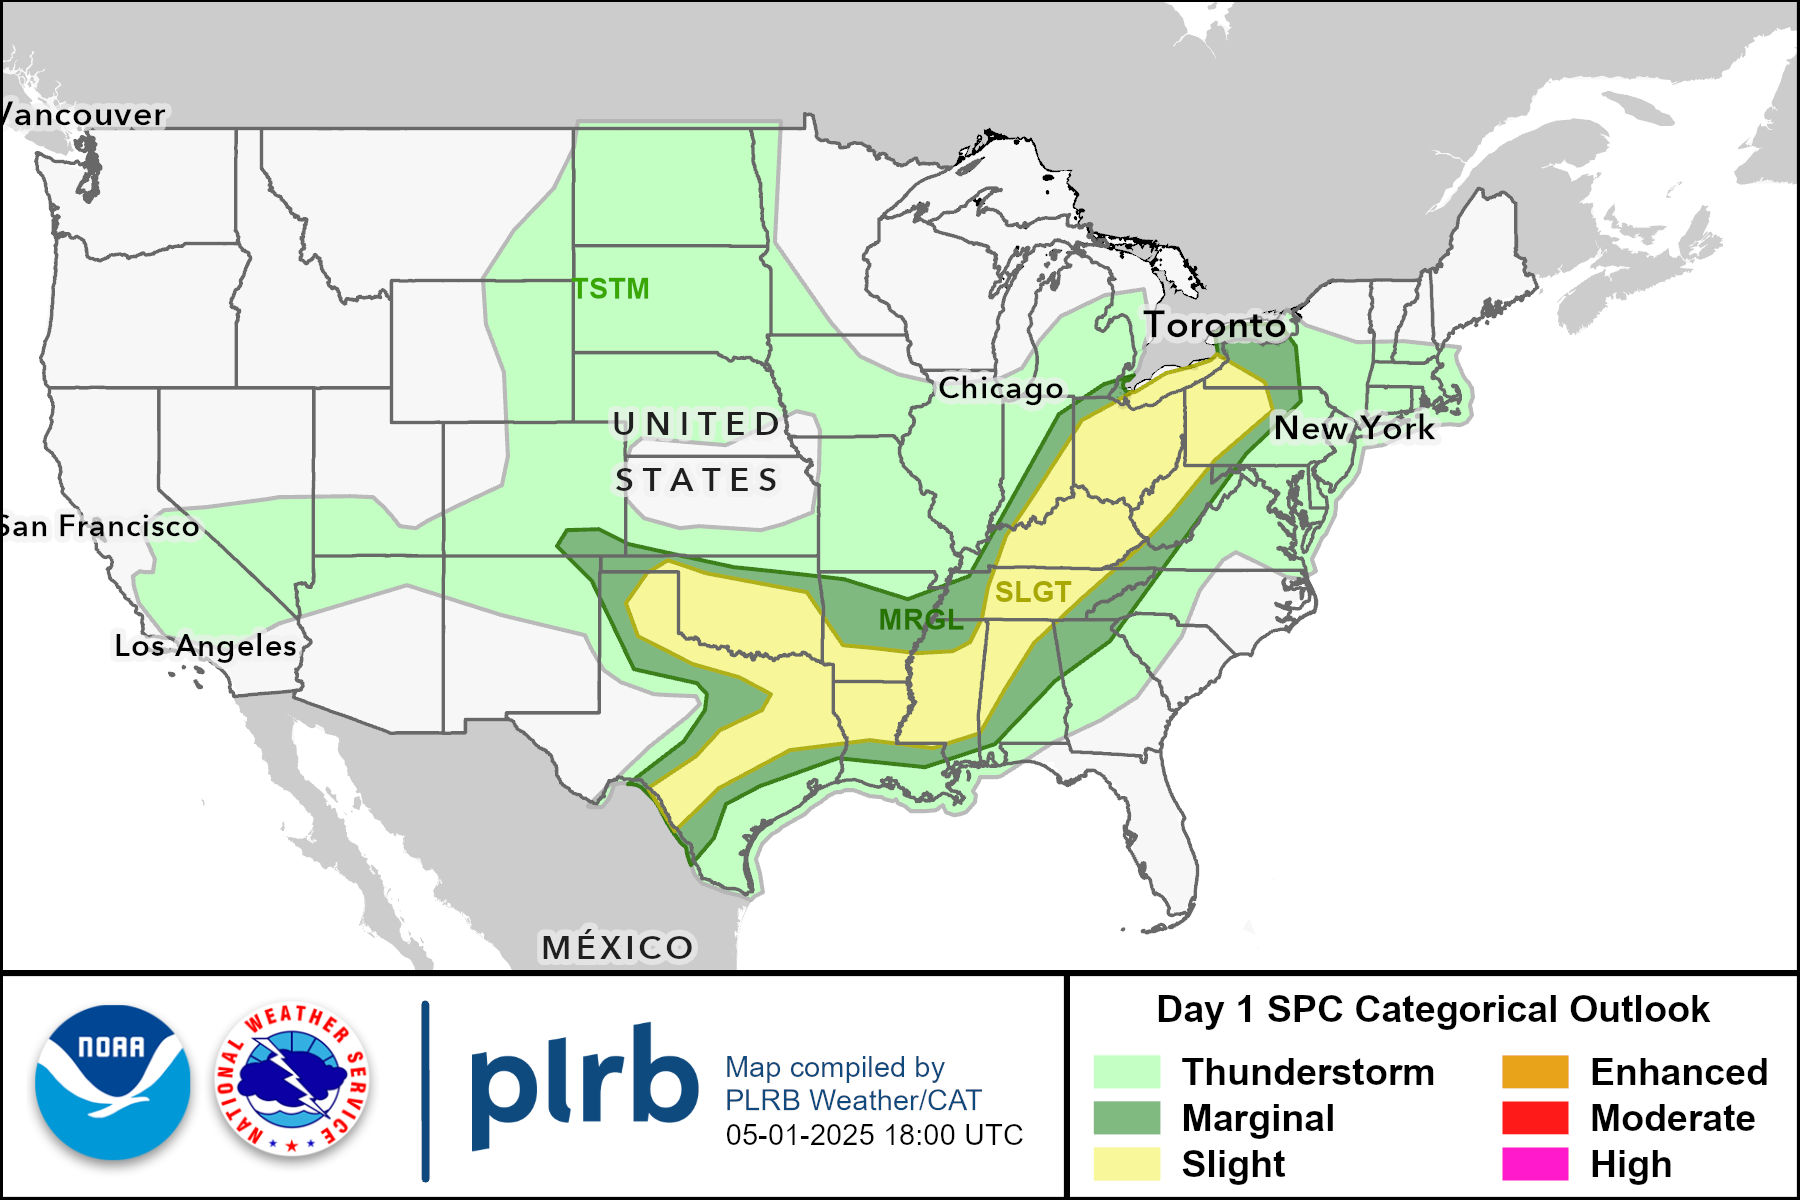 Vancouver
TSTM
Toronto
Chicago
UNITED
New York
STATES
San Francisco
SLGT
MRGL
Los Angeles
MÉXICO
NOAA
NATIONAL WEATHER SERVICE
plrb
Map compiled by
PLRB Weather/CAT
05-01-2025 18:00 UTC
Day 1 SPC Categorical Outlook
Thunderstorm
Enhanced
Marginal
Moderate
Slight
High